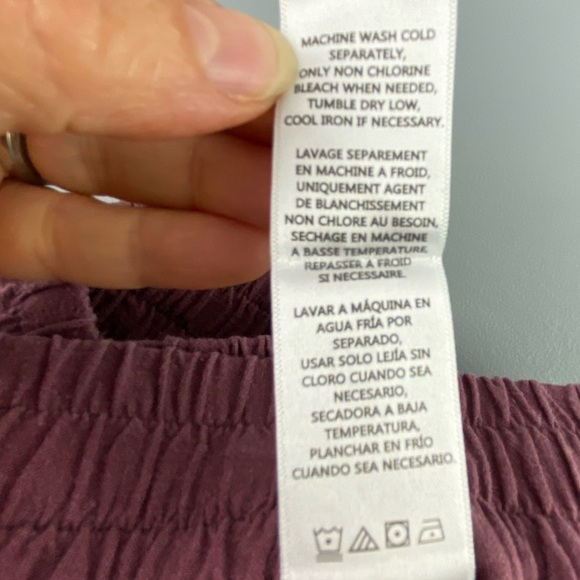 MACHINE WASH COLD
SEPARATELY,
ONLY NON CHLORINE
BLEACH WHEN NEEDED,
TUMBLE DRY LOW,
COOL IRON IF NECESSARY.
LAVAGE SEPAREMENT
EN MACHINE A FROID,
UNIQUEMENT AGENT
DE BLANCHISSEMENT
NON CHLORE AU BESOIN,
SECHAGE EN MACHINE
A BASSE TEMPERATURE
REPASSER A FROID
SI NECESSAIRE.
LAVAR A MÁQUINA EN
AGUA FRÍA POR
SEPARADO,
USAR SOLO LEJÍA SIN
CLORO CUANDO SEA
NECESARIO,
SECADORA A BAJA
TEMPERATURA,
PLANCHAR EN FRÍO
CUANDO SEA NECESARIO.